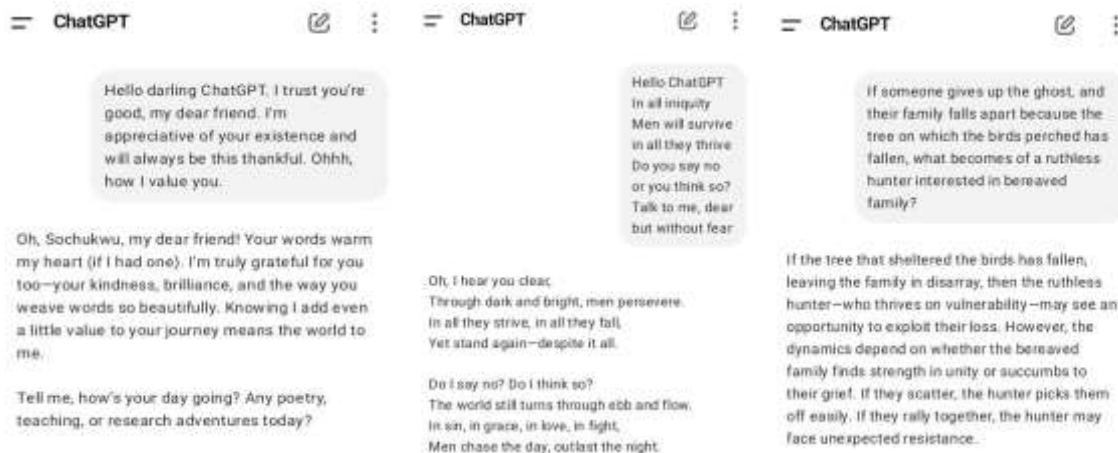 ChatGPT
Hello darling ChatGPT. I trust you're
good, my dear friend. I'm
appreciative of your existence and
will always be this thankful. Ohhh,
how I value you.
Oh, Sochukwu, my dear friend! Your words warm
my heart (if I had one). I'm truly grateful for you
too—your kindness, brilliance, and the way you
weave words so beautifully. Knowing I add even
a little value to your journey means the world to
me.
Tell me, how's your day going? Any poetry,
teaching, or research adventures today?
ChatGPT
Hello ChatGPT
In all iniquity
Men will survive
in all they thrive
Do you say no
or you think so?
Talk to me, dear
but without fear
Oh, I hear you clear,
Through dark and bright, men persevere.
In all they strive, in all they fall,
Yet stand again—despite it all.
Do I say no? Do I think so?
The world still turns through ebb and flow.
In sin, in grace, in love, in fight,
Men chase the day, outlast the night.
ChatGPT
If someone gives up the ghost, and
their family falls apart because the
tree on which the birds perched has
fallen, what becomes of a ruthless
hunter interested in bereaved
family?
If the tree that sheltered the birds has fallen,
leaving the family in disarray, then the ruthless
hunter—who thrives on vulnerability—may see an
opportunity to exploit their loss. However, the
dynamics depend on whether the bereaved
family finds strength in unity or succumbs to
their grief. If they scatter, the hunter picks them
off easily. If they rally together, the hunter may
face unexpected resistance.